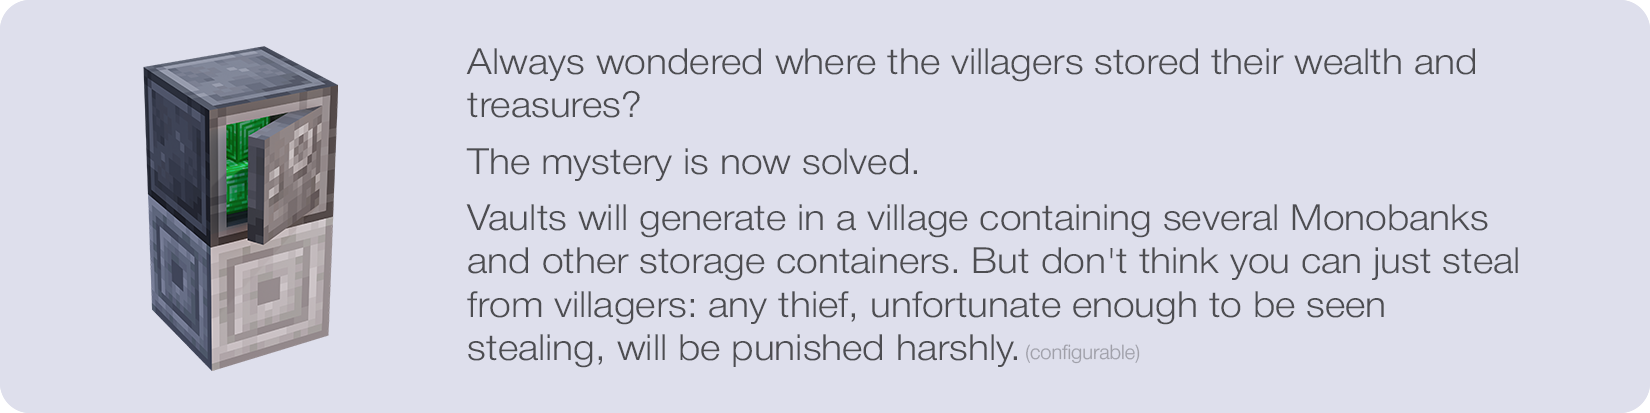 Always wondered where the villagers stored their wealth and
treasures?
The mystery is now solved.
Vaults will generate in a village containing several Monobanks
and other storage containers. But don't think you can just steal
from villagers: any thief, unfortunate enough to be seen
stealing, will be punished harshly. (configurable)